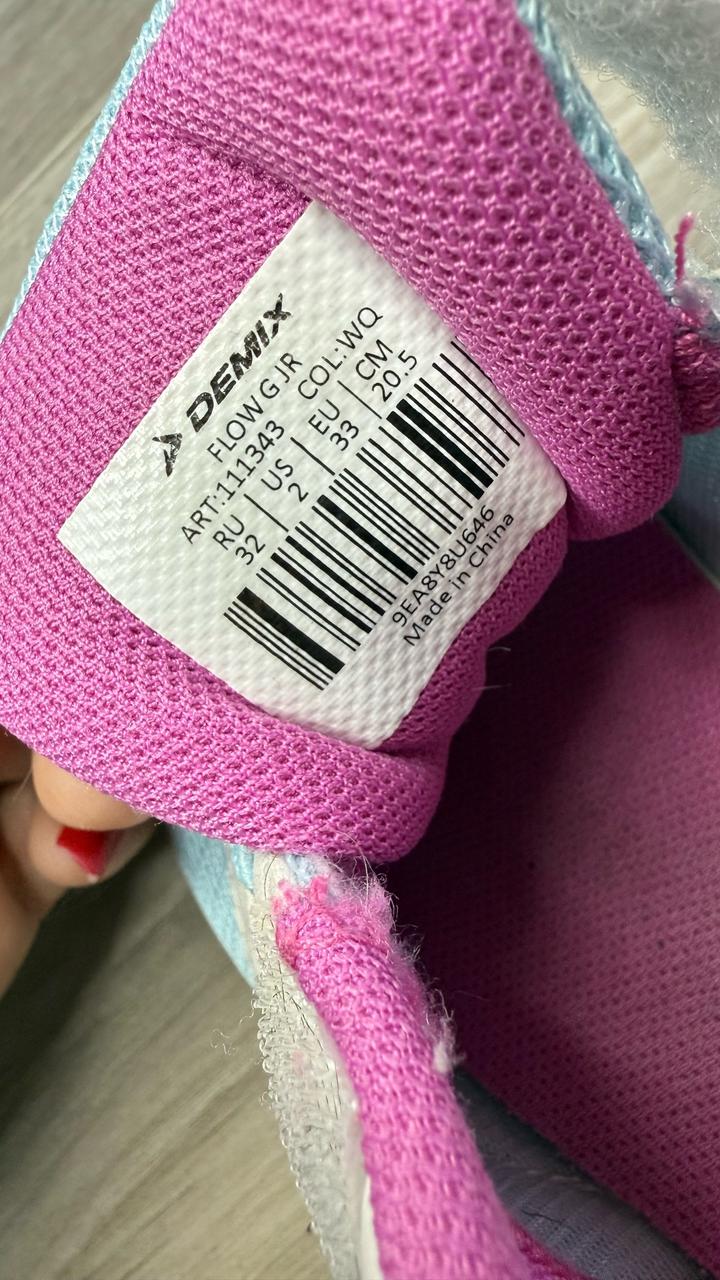 DEMIX
FLOW G JR
ART:111343 COL:WQ
RU | US | EU | CM
32 | 2 | 33 | 20.5
9EA8Y8U646
Made in China